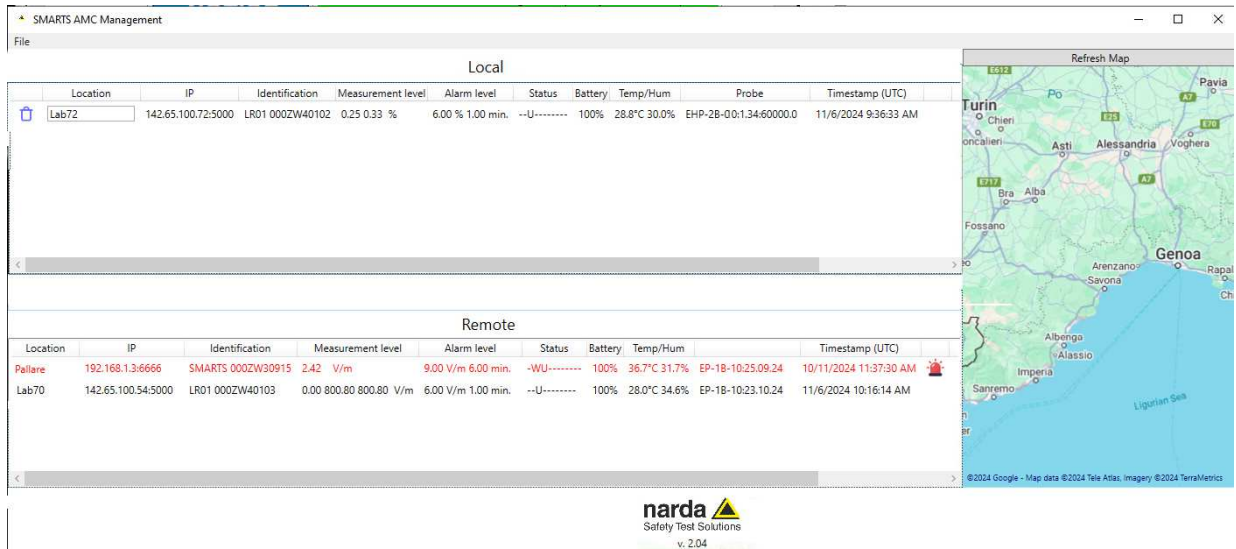 SMARTS AMC Management
File
Local
Location IP Identification Measurement level Alarm level Status Battery Temp/Hum Probe Timestamp (UTC)
Lab72 142.65.100.72:5000 LR01 000ZW40102 0.25 0.33 % 6.00 % 1.00 min. --U-------- 100% 28.8°C 30.0% EHP-2B-00:1.34:60000.0 11/6/2024 9:36:33 AM
Remote
Location IP Identification Measurement level Alarm level Status Battery Temp/Hum Timestamp (UTC)
Pallare 192.168.1.3:6666 SMARTS 000ZW30915 2.42 V/m 9.00 V/m 6.00 min. -WU-------- 100% 36.7°C 31.7% EP-1B-10:25.09.24 10/11/2024 11:37:30 AM
Lab70 142.65.100.54:5000 LR01 000ZW40103 0.00 800.80 800.80 V/m 6.00 V/m 1.00 min. --U-------- 100% 28.0°C 34.6% EP-1B-10:23.10.24 11/6/2024 10:16:14 AM
Refresh Map
E612
Po
Pavia
A7
Turin
Chieri
E25
E70
oncalieri
Asti
Alessandria
Voghera
E717
A7
Bra
Alba
Fossano
Genoa
Arenzano
Rapal
Savona
Ch
Albenga
Alassio
Imperia
Sanremo
Ligurian Sea
©2024 Google - Map data ©2024 Tele Atlas, Imagery ©2024 TerraMetrics
narda
Safety Test Solutions
v. 2.04